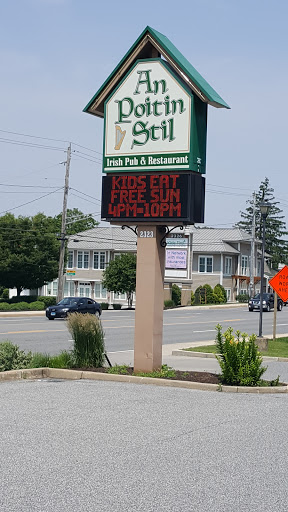 An
Poitin
Stil
Irish Pub & Restaurant
KIDS EAT
FREE SUN
4PM-10PM
2323